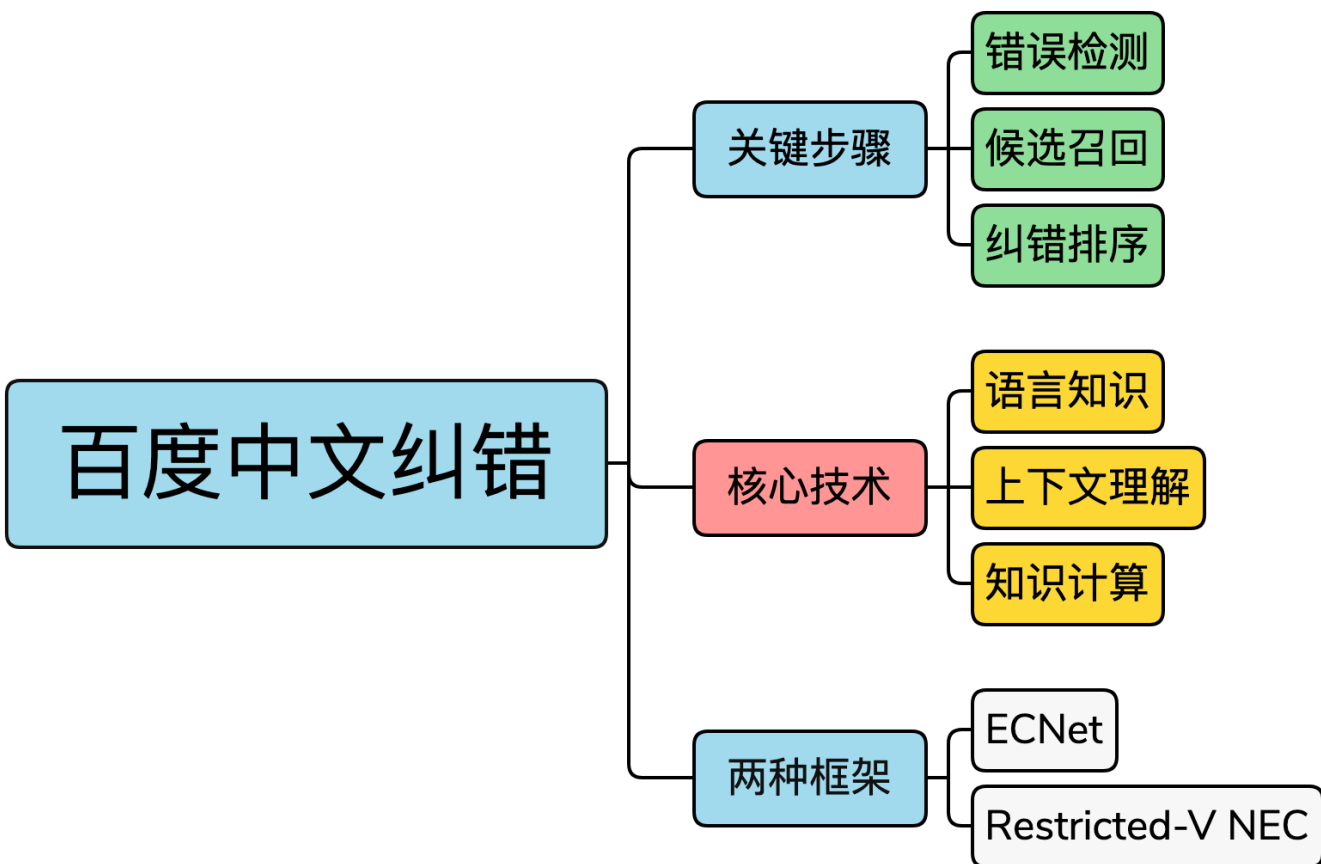 百度中文纠错
关键步骤
错误检测
候选召回
纠错排序
核心技术
语言知识
上下文理解
知识计算
两种框架
ECNet
Restricted-V NEC